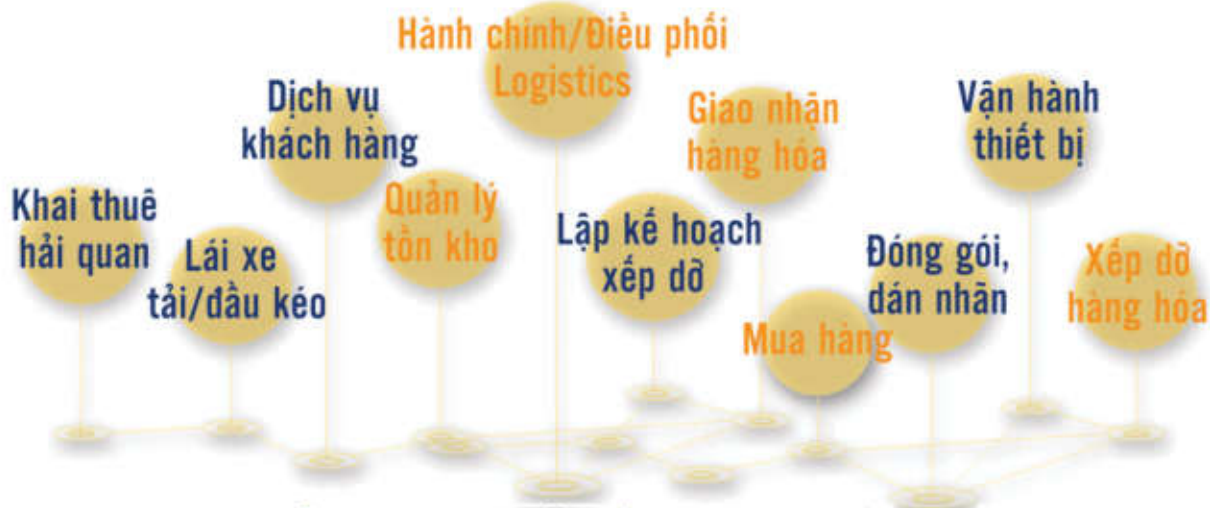 Khai thuê
hải quan
Lái xe
tải/đầu kéo
Dịch vụ
khách hàng
Quản lý
tồn kho
Hành chính/Điều phối
Logistics
Lập kế hoạch
xếp dỡ
Giao nhận
hàng hóa
Mua hàng
Đóng gói,
dán nhãn
Vận hành
thiết bị
Xếp dỡ
hàng hóa